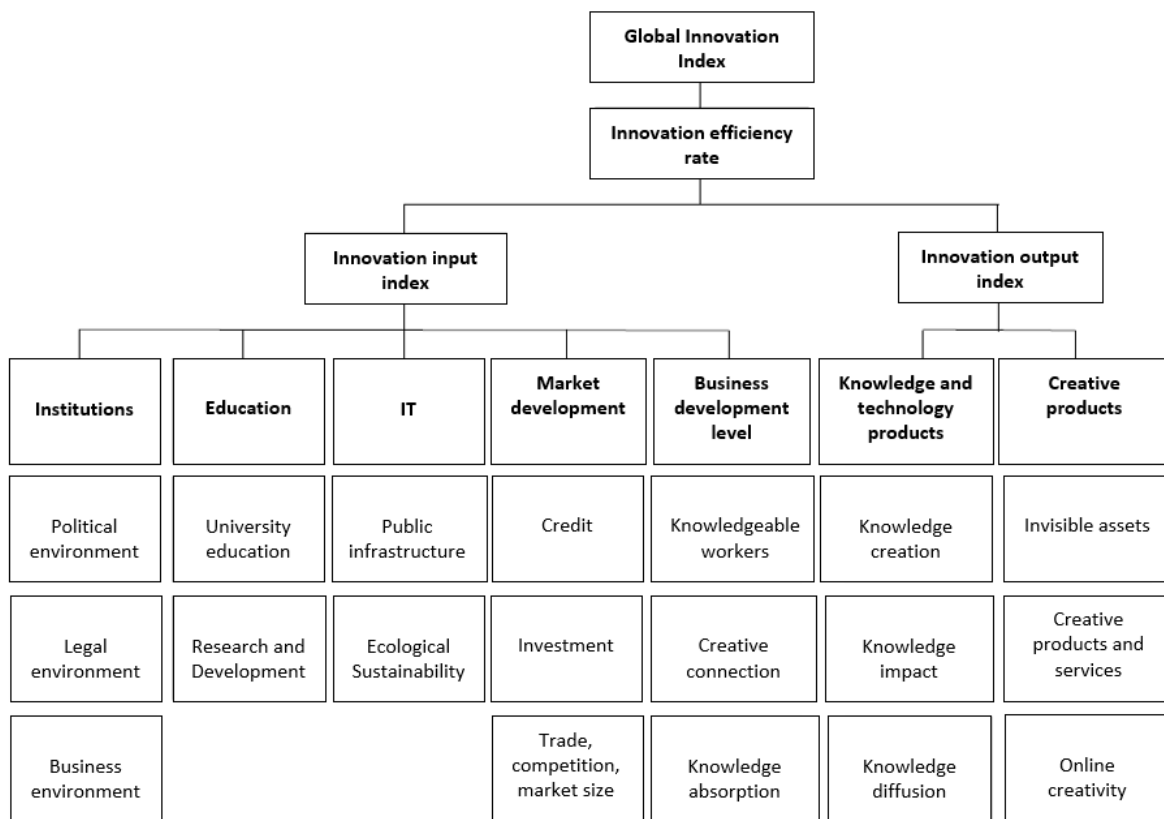 Global Innovation
Index
Innovation efficiency
rate
Innovation input
index
Innovation output
index
Institutions
Education
IT
Market
development
Business
development
level
Knowledge and
technology
products
Creative
products
Political
environment
University
education
Public
infrastructure
Credit
Knowledgeable
workers
Knowledge
creation
Invisible assets
Legal
environment
Research and
Development
Ecological
Sustainability
Investment
Creative
connection
Knowledge
impact
Creative
products and
services
Business
environment
Trade,
competition,
market size
Knowledge
absorption
Knowledge
diffusion
Online
creativity